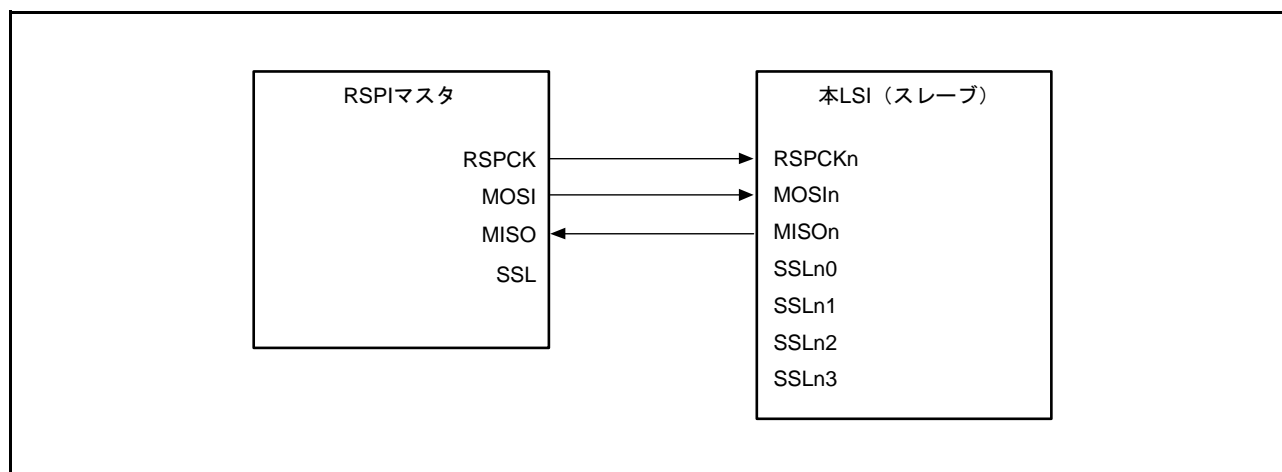 RSPIマスタ
RSPCK
MOSI
MISO
SSL
本LSI（スレーブ）
RSPCKn
MOSIn
MISOn
SSLn0
SSLn1
SSLn2
SSLn3